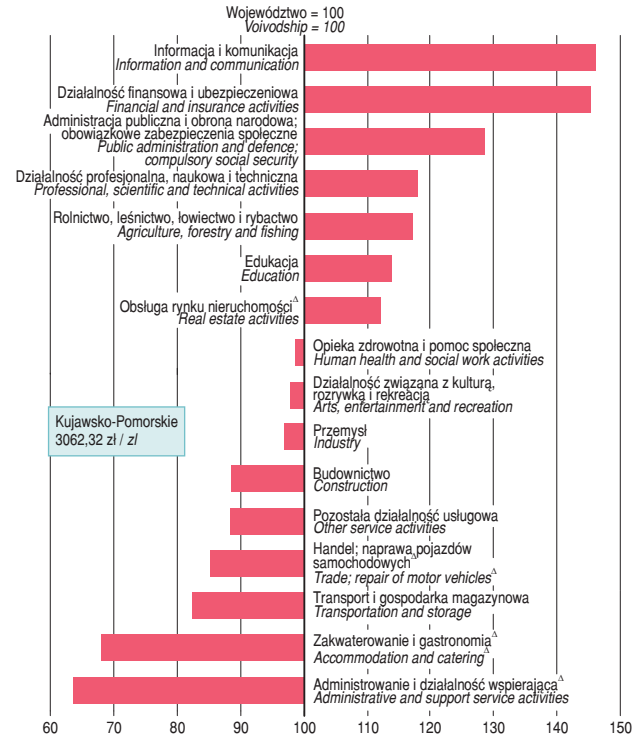 Województwo = 100
Voivodship = 100
Informacja i komunikacja
Information and communication
Działalność finansowa i ubezpieczeniowa
Financial and insurance activities
Administracja publiczna i obrona narodowa;
obowiązkowe zabezpieczenia społeczne
Public administration and defence;
compulsory social security
Działalność profesjonalna, naukowa i techniczna
Professional, scientific and technical activities
Rolnictwo, leśnictwo, łowiectwo i rybactwo
Agriculture, forestry and fishing
Edukacja
Education
Obsługa rynku nieruchomości^Δ
Real estate activities
Opieka zdrowotna i pomoc społeczna
Human health and social work activities
Działalność związana z kulturą,
rozrywką i rekreacją
Arts, entertainment and recreation
Kujawsko-Pomorskie
3062,32 zł / zl
Przemysł
Industry
Budownictwo
Construction
Pozostała działalność usługowa
Other service activities
Handel; naprawa pojazdów
samochodowych^Δ
Trade; repair of motor vehicles^Δ
Transport i gospodarka magazynowa
Transportation and storage
Zakwaterowanie i gastronomia^Δ
Accommodation and catering^Δ
Administrowanie i działalność wspierająca^Δ
Administrative and support service activities
60 70 80 90 100 110 120 130 140 150